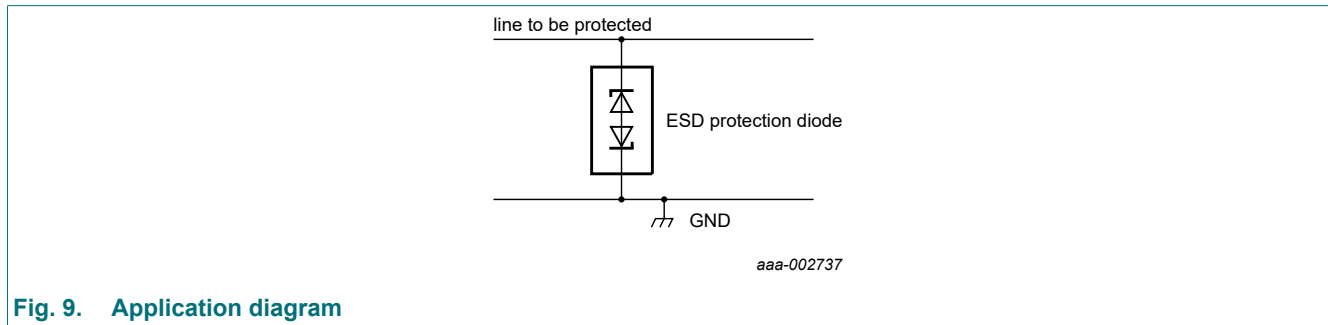 line to be protected
ESD protection diode
GND
aaa-002737
Fig. 9. Application diagram